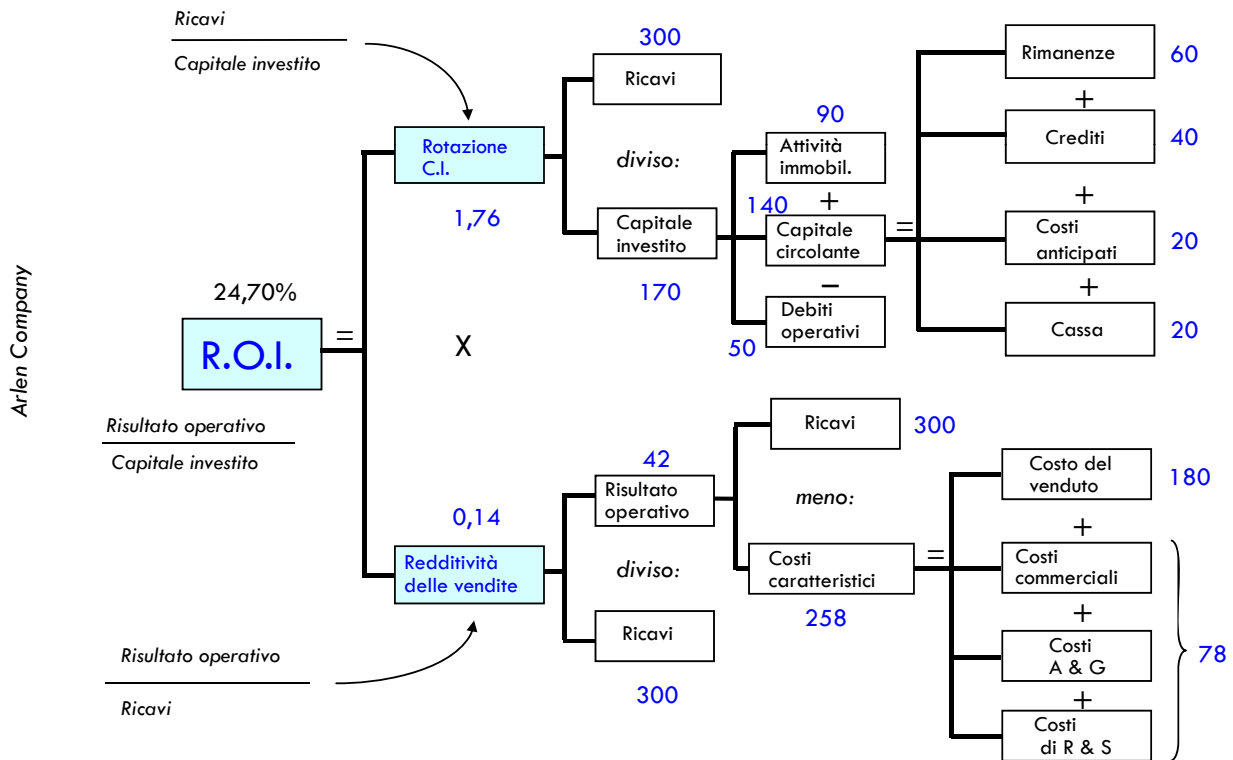 Arlen Company
24,70%
R.O.I.
=
Risultato operativo
Capitale investito
Ricavi
Capitale investito
Rotazione
C.I.
1,76
X
0,14
Redditività
delle vendite
Risultato operativo
Ricavi
300
Ricavi
diviso:
Capitale
investito
170
90
Attività
immobil.
+
140
Capitale
circolante
–
Debiti
operativi
50
=
Rimanenze
60
+
Crediti
40
Costi
anticipati
20
+
Cassa
20
42
Risultato
operativo
diviso:
Ricavi
300
Ricavi
300
meno:
Costi
caratteristici
258
=
Costo del
venduto
180
+
Costi
commerciali
+
Costi
A & G
+
Costi
di R & S
78